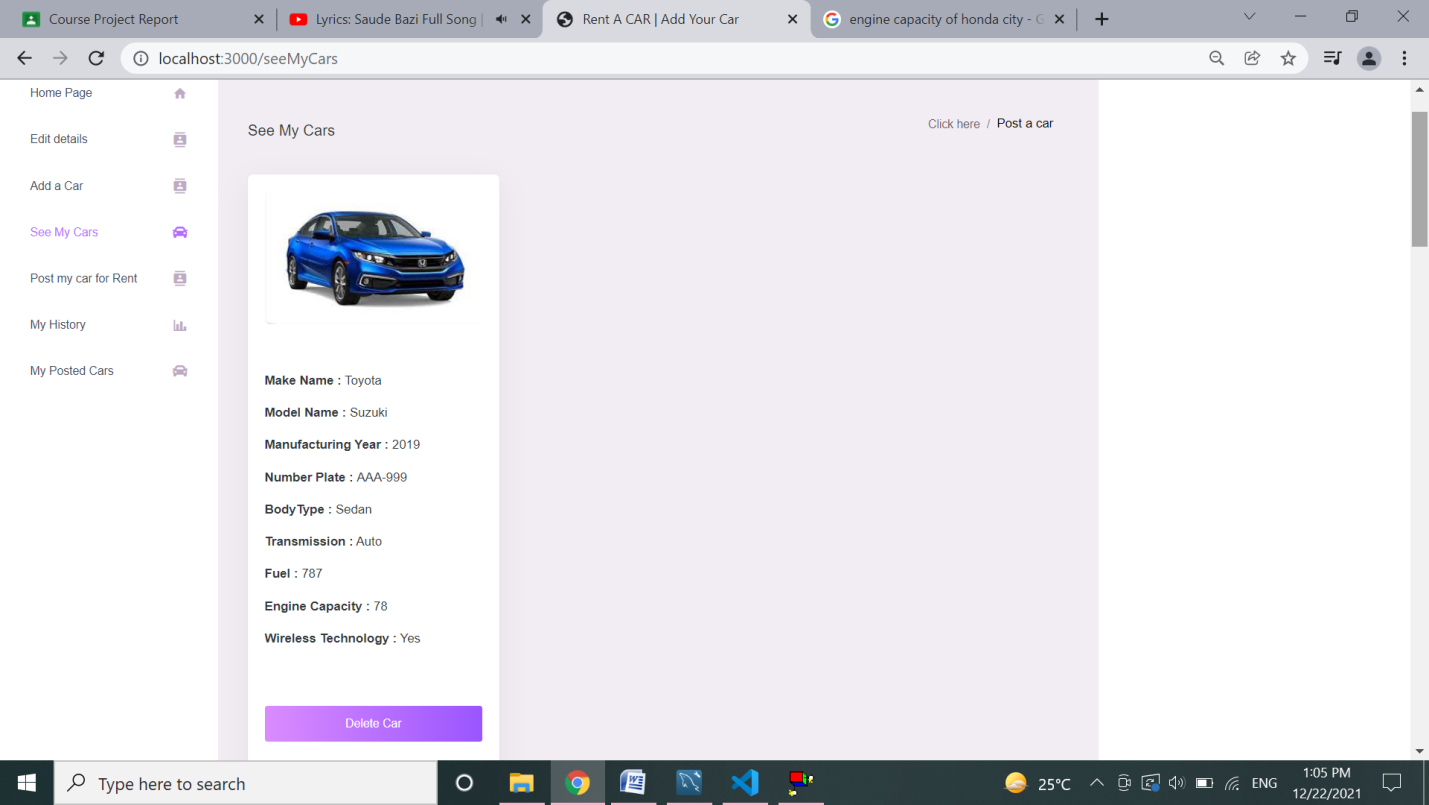 Course Project Report
Lyrics: Saude Bazi Full Song |
Rent A CAR | Add Your Car
engine capacity of honda city - G
localhost:3000/seeMyCars
Home Page
Edit details
Add a Car
See My Cars
Post my car for Rent
My History
My Posted Cars
See My Cars
Click here / Post a car
Make Name : Toyota
Model Name : Suzuki
Manufacturing Year : 2019
Number Plate : AAA-999
BodyType : Sedan
Transmission : Auto
Fuel : 787
Engine Capacity : 78
Wireless Technology : Yes
Delete Car
Type here to search
25°C
ENG
1:05 PM
12/22/2021